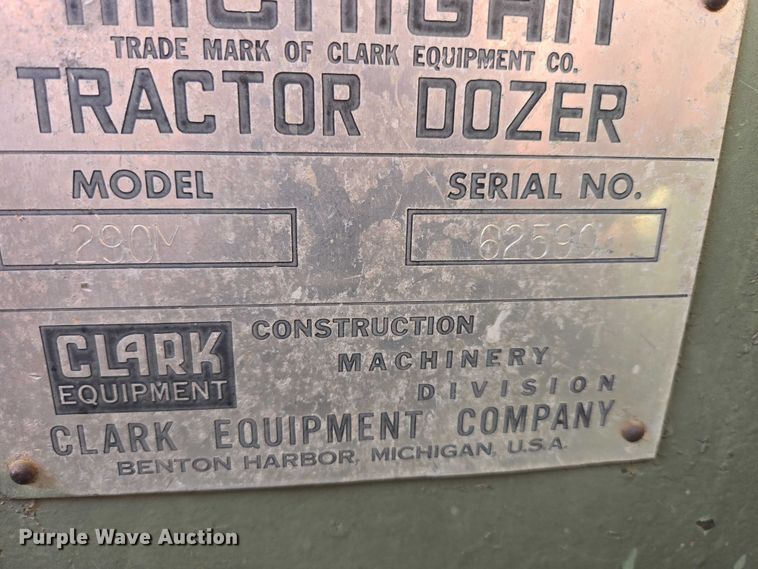 MICHIGAN
TRADE MARK OF CLARK EQUIPMENT CO.
TRACTOR DOZER
MODEL SERIAL NO.
290M
CLARK
EQUIPMENT
CONSTRUCTION
MACHINERY
DIVISION
CLARK EQUIPMENT COMPANY
BENTON HARBOR, MICHIGAN, U.S.A.
Purple Wave Auction